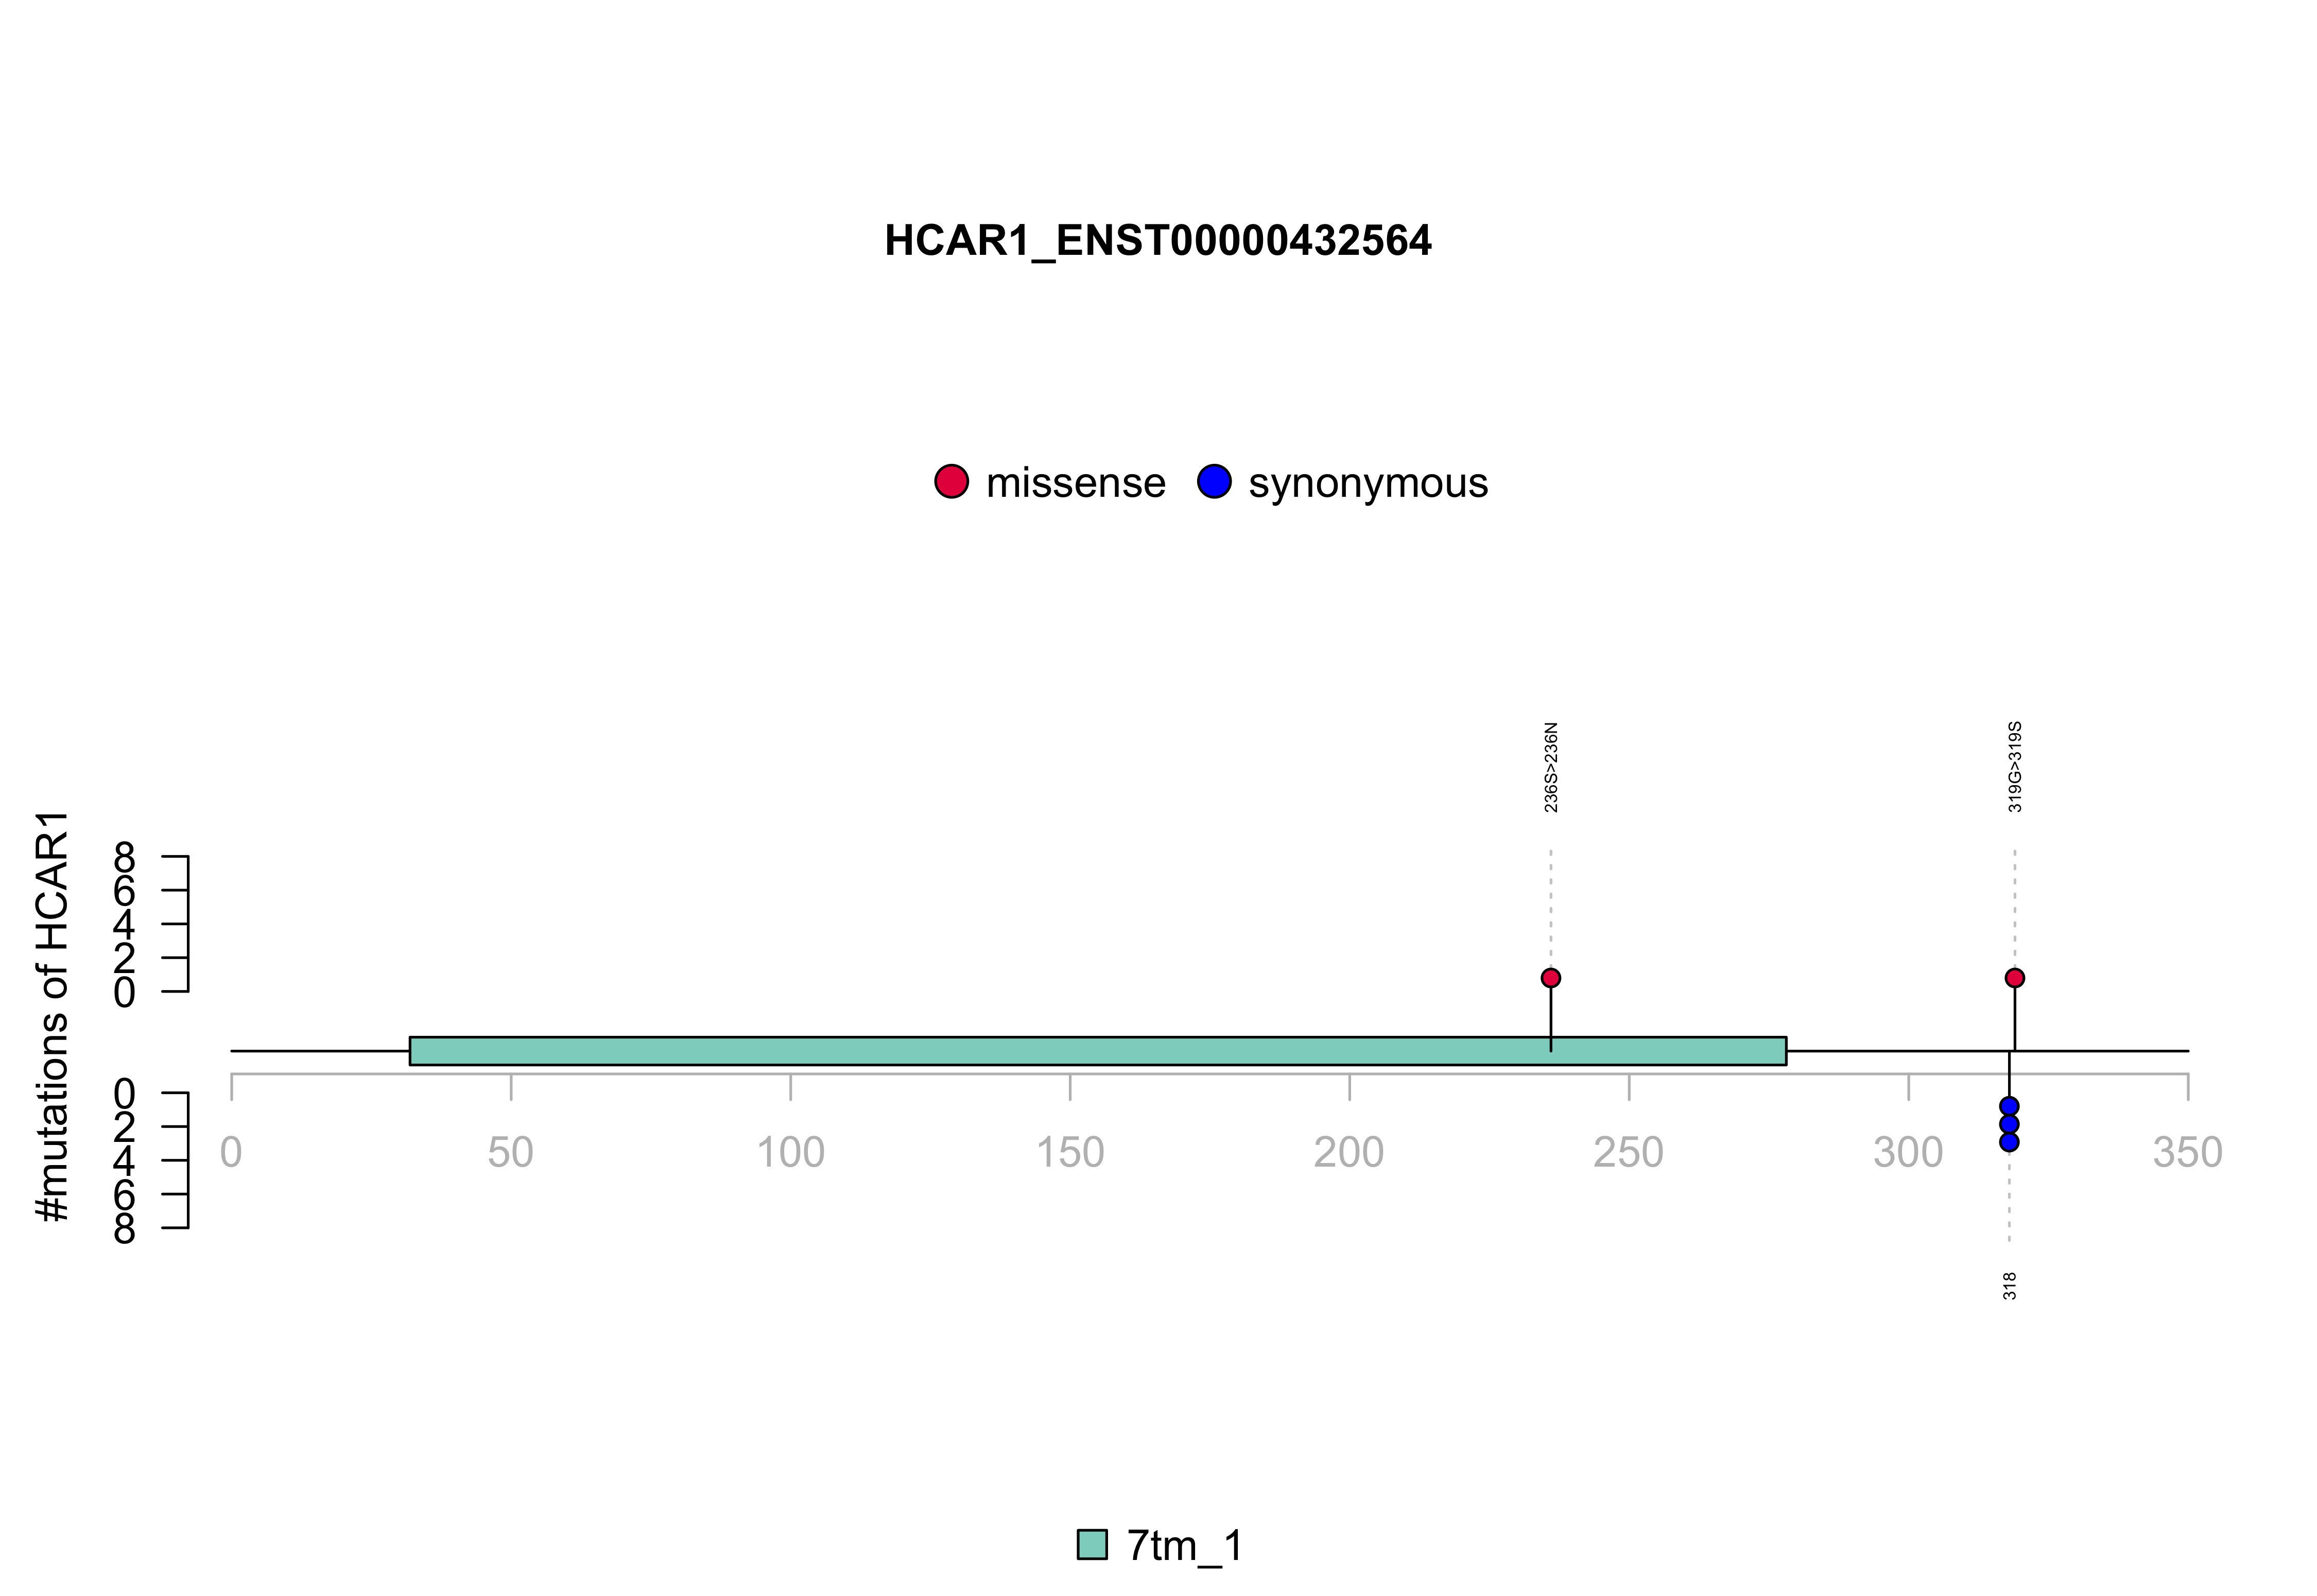 HCAR1_ENST00000432564
missense synonymous
236S>236N
319G>319S
#mutations of HCAR1
8
6
4
2
0
0
2
4
6
8
0 50 100 150 200 250 300 350
318
7tm_1